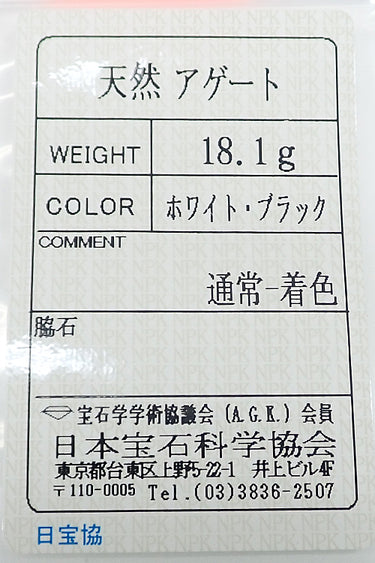 天然 アゲート
WEIGHT 18.1g
COLOR ホワイト・ブラック
COMMENT
通常-着色
脇石
宝石学学術協議会 (A.G.K.) 会員
日本宝石科学協会
東京都台東区上野5-22-1 井上ビル4F
〒110-0005 Tel.(03)3836-2507
日宝協